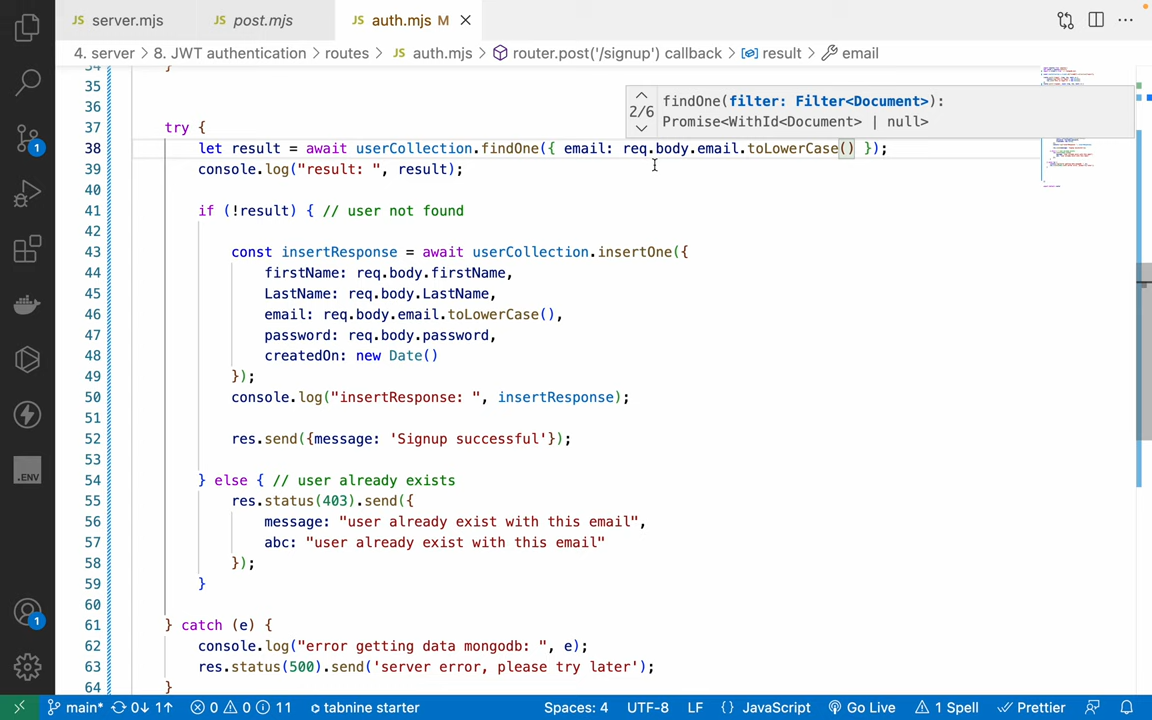 JS server.mjs
JS post.mjs
JS auth.mjs M
4. server > 8. JWT authentication > routes > JS auth.mjs > router.post('/signup') callback > result > email
34 }
35
36
findOne(filter: Filter<Document>):
2/6
Promise<WithId<Document> | null>
37 try {
38 let result = await userCollection.findOne({ email: req.body.email.toLowerCase() });
39 console.log("result: ", result);
40
41 if (!result) { // user not found
42
43 const insertResponse = await userCollection.insertOne({
44 firstName: req.body.firstName,
45 LastName: req.body.LastName,
46 email: req.body.email.toLowerCase(),
47 password: req.body.password,
48 createdOn: new Date()
49 });
50 console.log("insertResponse: ", insertResponse);
51
52 res.send({message: 'Signup successful'});
53
54 } else { // user already exists
55 res.status(403).send({
56 message: "user already exist with this email",
57 abc: "user already exist with this email"
58 });
59 }
60
61 } catch (e) {
62 console.log("error getting data mongodb: ", e);
63 res.status(500).send('server error, please try later');
64 }
1
.ENV
1
main* 0↓ 1↑ 0 0 11 tabnine starter Spaces: 4 UTF-8 LF {} JavaScript Go Live 1 Spell Prettier